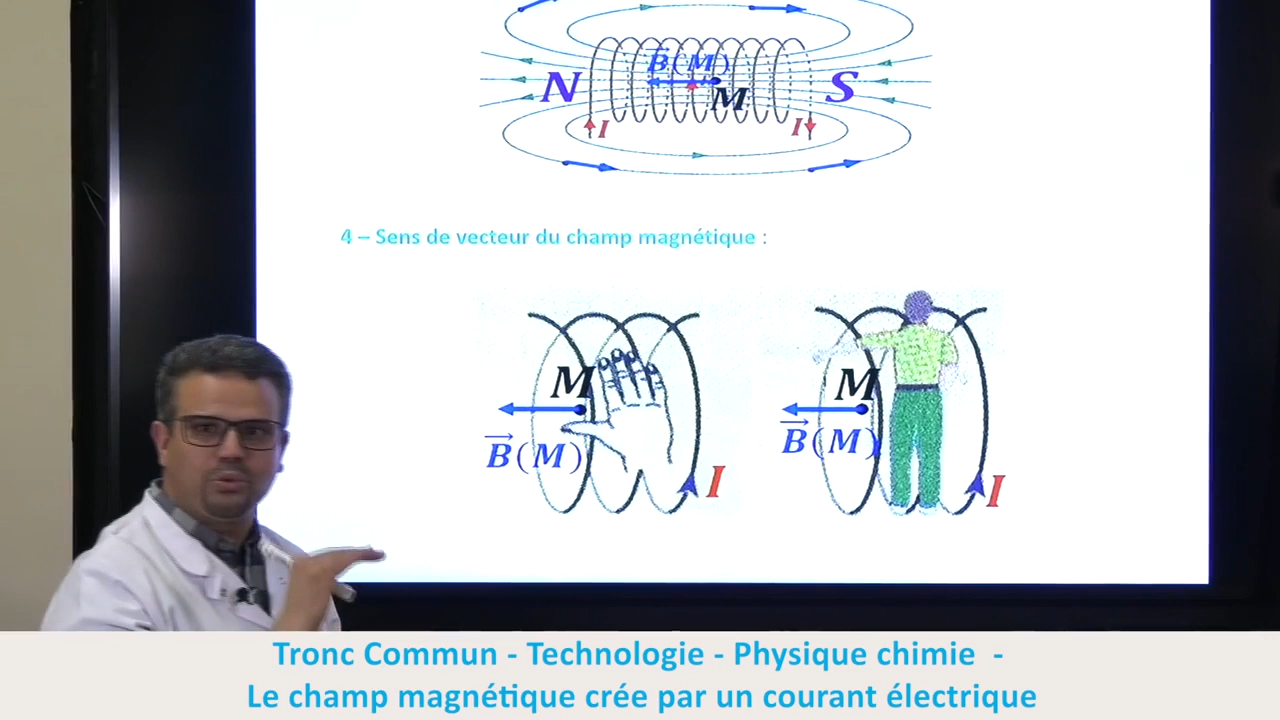 B(M)
N
S
M
I
I
4 – Sens de vecteur du champ magnétique :
M
M
B(M)
B(M)
I
I
Tronc Commun - Technologie - Physique chimie -
Le champ magnétique crée par un courant électrique